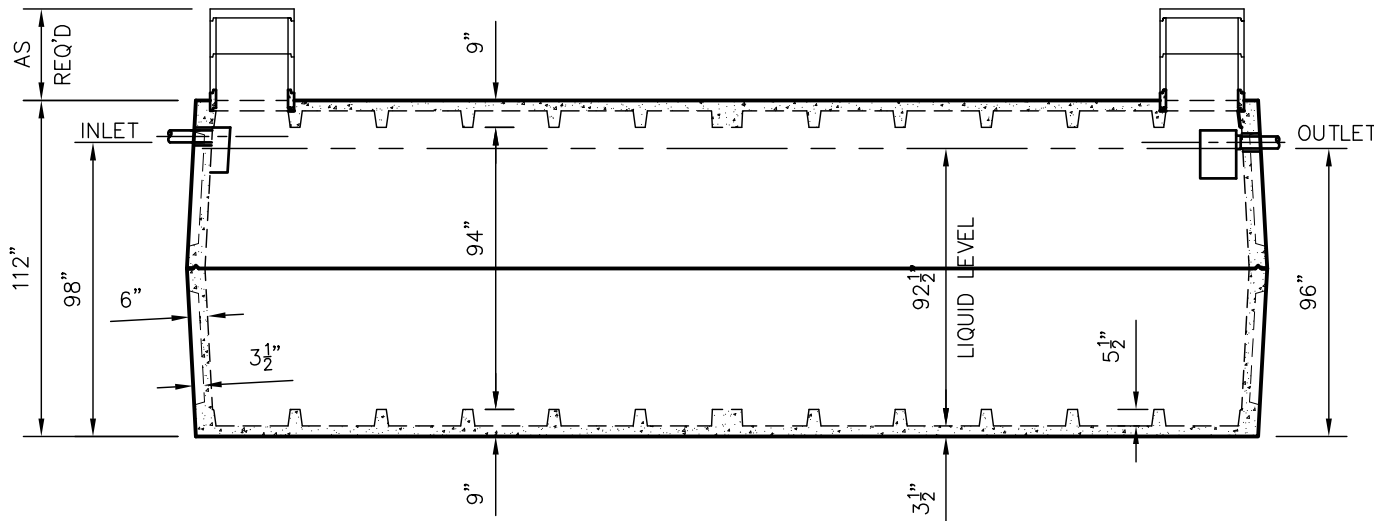 AS
REQ'D
9"
INLET
OUTLET
112"
98"
6"
3½"
94"
92½"
LIQUID LEVEL
5½"
96"
9"
3½"